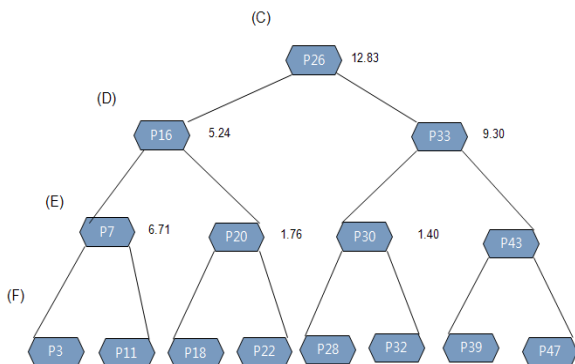 (C)
P26 12.83
(D)
P16 5.24 P33 9.30
(E)
P7 6.71 P20 1.76 P30 1.40 P43
(F)
P3 P11 P18 P22 P28 P32 P39 P47